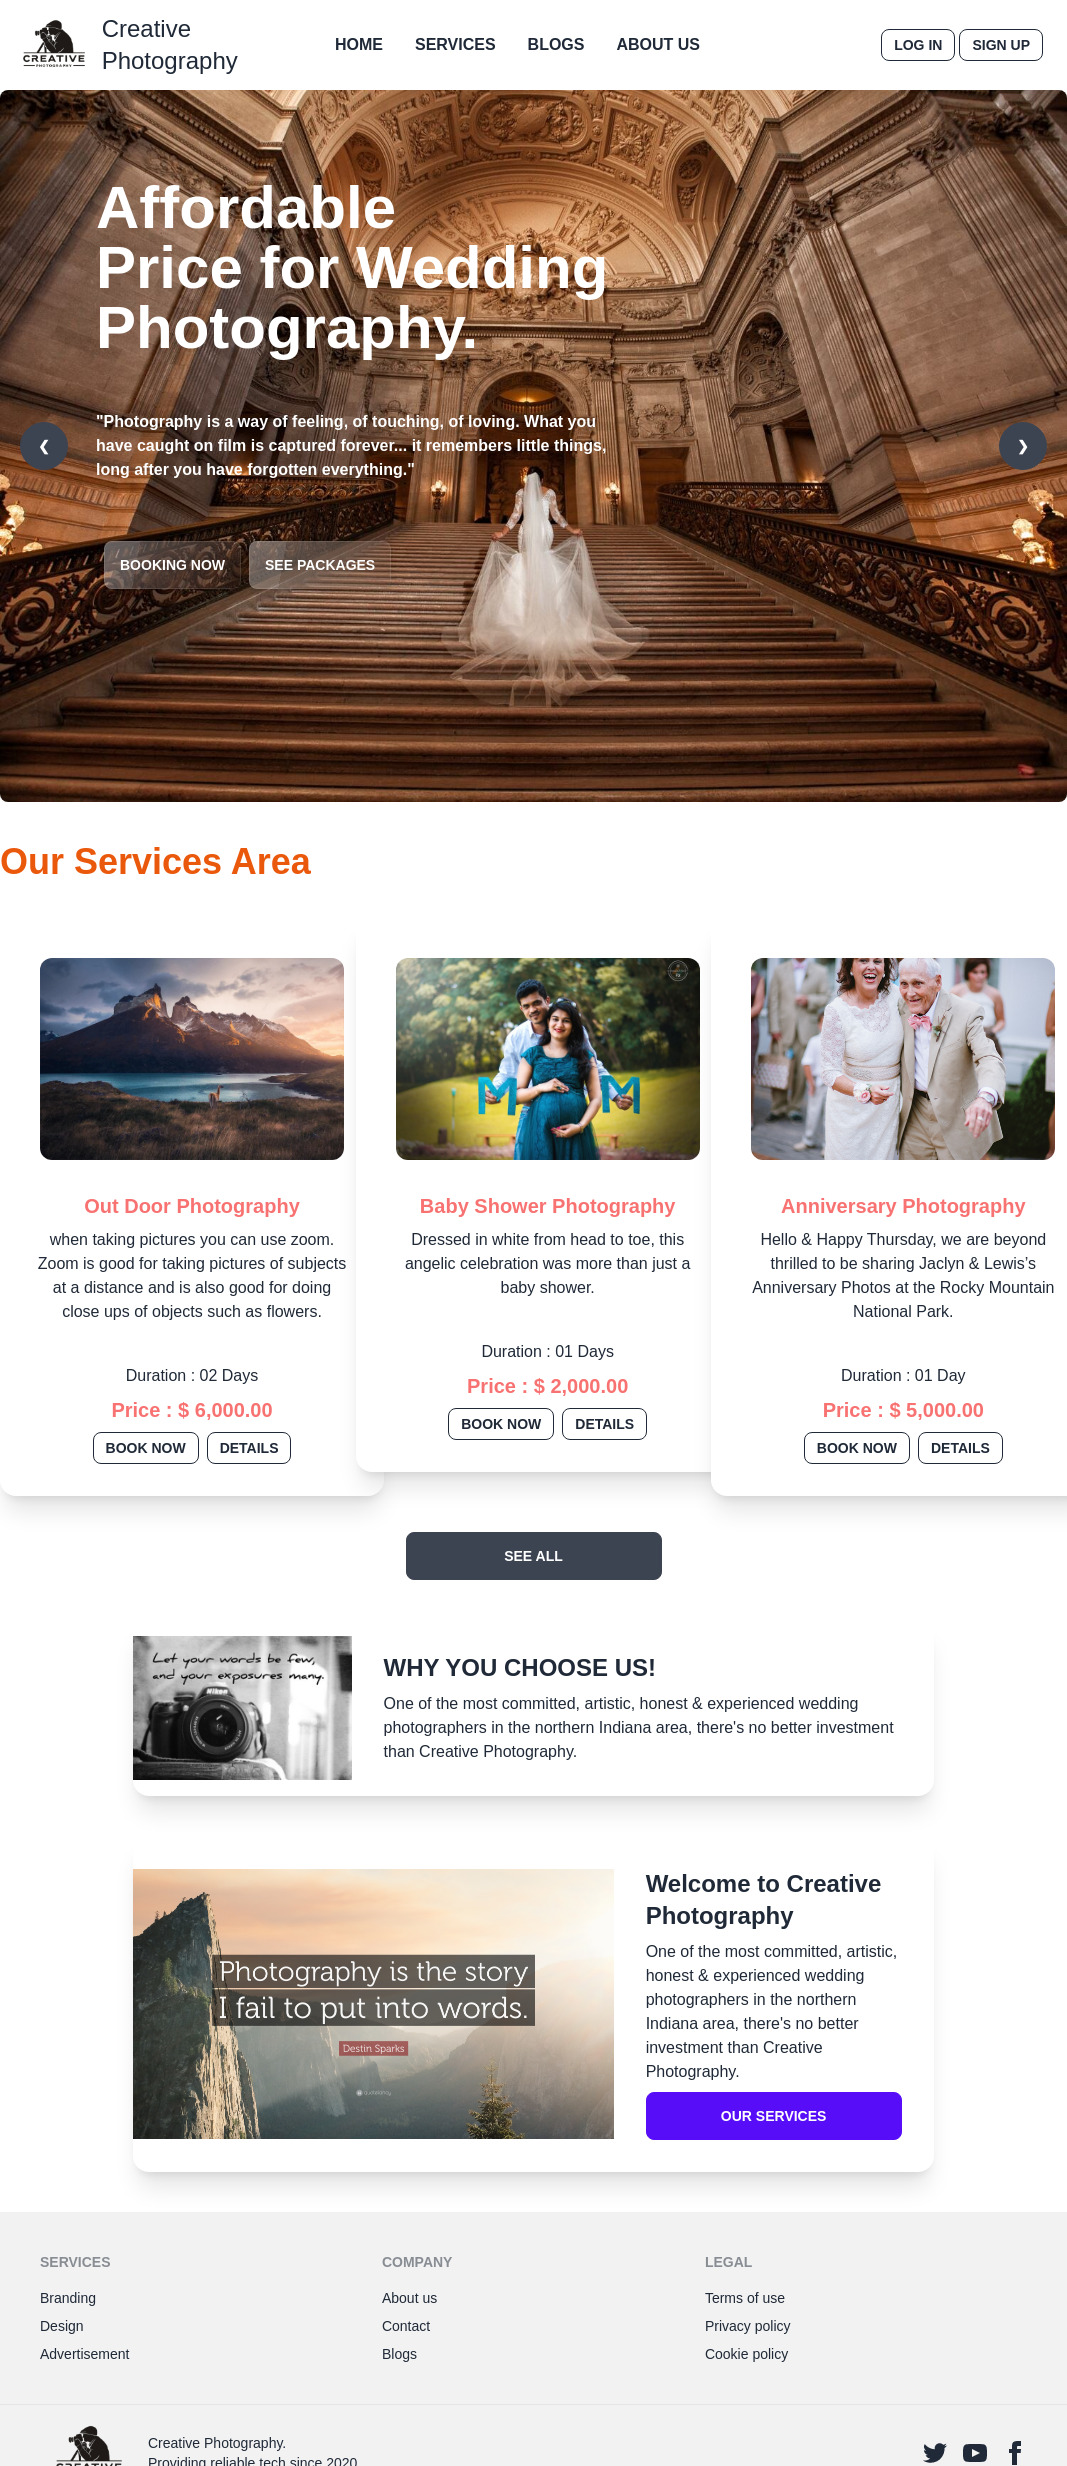 CREATIVE
PHOTOGRAPHY
Creative
Photography
HOME SERVICES BLOGS ABOUT US
LOG IN SIGN UP
Affordable
Price for Wedding
Photography.
"Photography is a way of feeling, of touching, of loving. What you
have caught on film is captured forever... it remembers little things,
long after you have forgotten everything."
❮ ❯
BOOKING NOW SEE PACKAGES
Our Services Area
M M
Out Door Photography
when taking pictures you can use zoom.
Zoom is good for taking pictures of subjects
at a distance and is also good for doing
close ups of objects such as flowers.
Duration : 02 Days
Price : $ 6,000.00
BOOK NOW DETAILS
Baby Shower Photography
Dressed in white from head to toe, this
angelic celebration was more than just a
baby shower.
Duration : 01 Days
Price : $ 2,000.00
BOOK NOW DETAILS
Anniversary Photography
Hello & Happy Thursday, we are beyond
thrilled to be sharing Jaclyn & Lewis’s
Anniversary Photos at the Rocky Mountain
National Park.
Duration : 01 Day
Price : $ 5,000.00
BOOK NOW DETAILS
SEE ALL
Let your words be few,
and your exposures many.
Nikon
WHY YOU CHOOSE US!
One of the most committed, artistic, honest & experienced wedding
photographers in the northern Indiana area, there's no better investment
than Creative Photography.
Photography is the story
I fail to put into words.
Destin Sparks
quotefancy
Welcome to Creative
Photography
One of the most committed, artistic,
honest & experienced wedding
photographers in the northern
Indiana area, there's no better
investment than Creative
Photography.
OUR SERVICES
SERVICES
Branding
Design
Advertisement
COMPANY
About us
Contact
Blogs
LEGAL
Terms of use
Privacy policy
Cookie policy
CREATIVE
Creative Photography.
Providing reliable tech since 2020